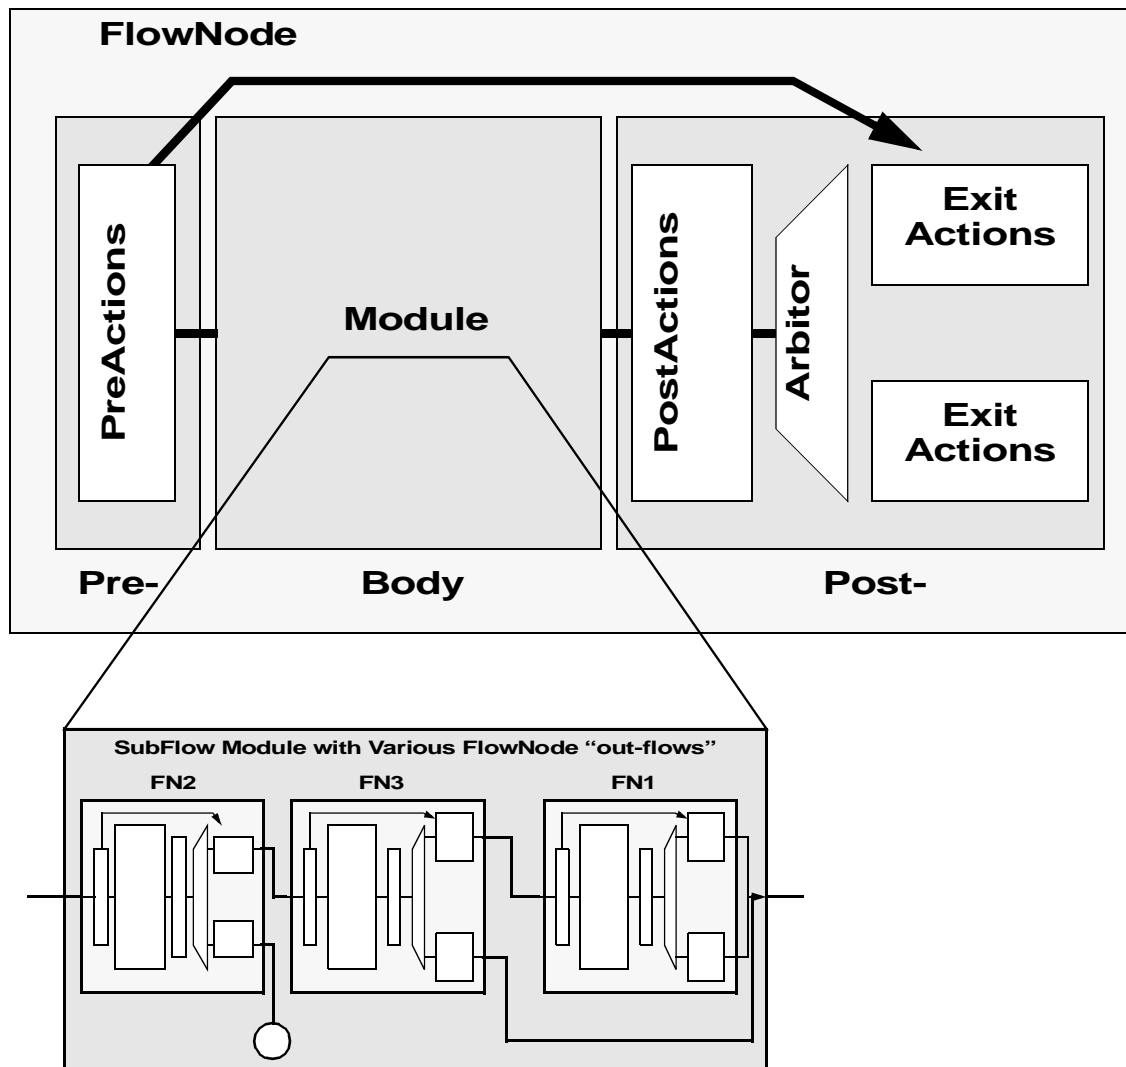 FlowNode
PreActions
Module
PostActions
Arbitor
Exit
Actions
Exit
Actions
Pre-
Body
Post-
SubFlow Module with Various FlowNode “out-flows”
FN2
FN3
FN1